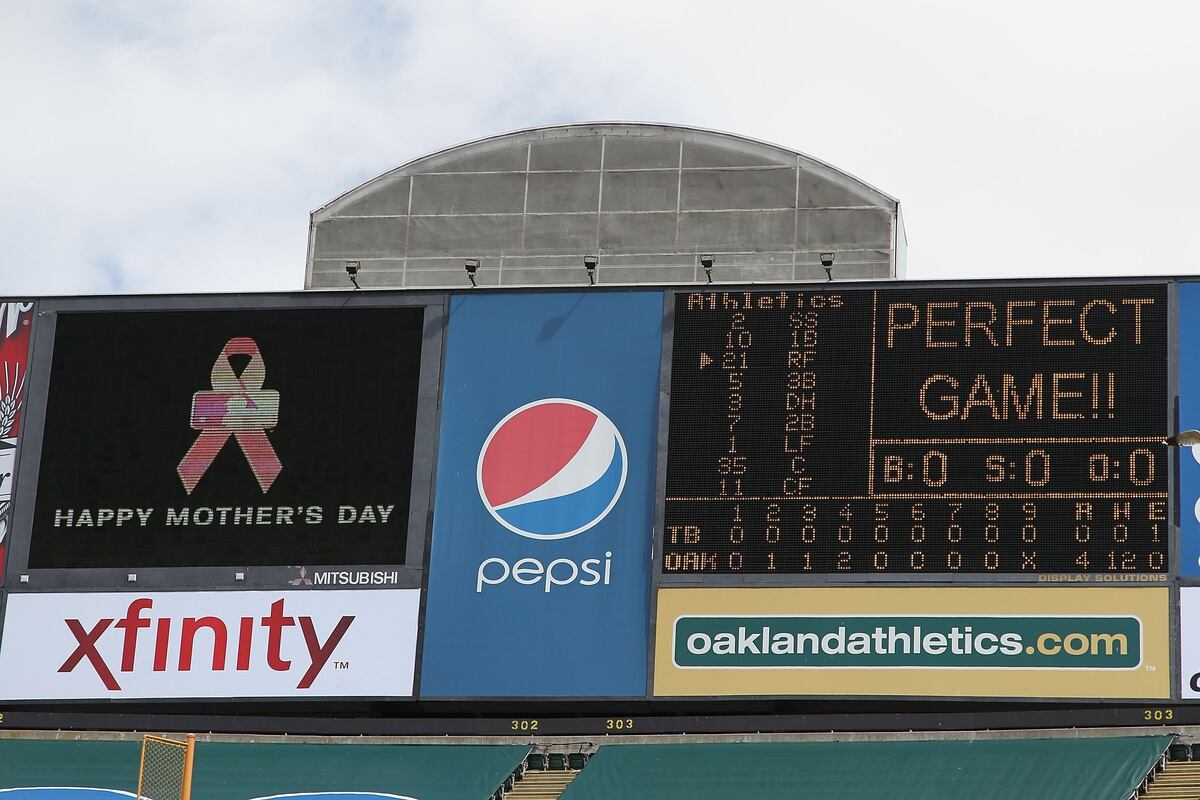 HAPPY MOTHER'S DAY
MITSUBISHI
xfinity
TM
pepsi
Athletics
2 SS
10 1B
21 RF
5 3B
3 DH
7 2B
1 LF
35 C
11 CF
PERFECT
GAME!!
B:0 S:0 O:0
1 2 3 4 5 6 7 8 9 R H E
TB 0 0 0 0 0 0 0 0 0 0 0 1
OAK 0 1 1 2 0 0 0 0 X 4 12 0
DISPLAY SOLUTIONS
oaklandathletics.com
TM
302
303
303